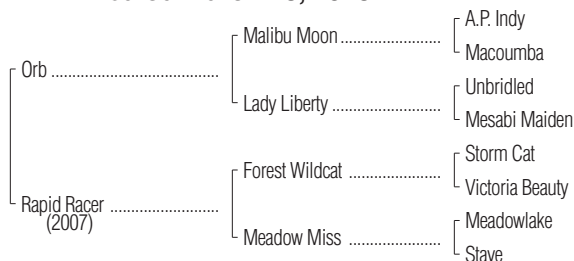 A.P. Indy
Malibu Moon
Macoumba
Orb
Unbridled
Lady Liberty
Mesabi Maiden
Storm Cat
Forest Wildcat
Victoria Beauty
Rapid Racer
(2007)
Meadowlake
Meadow Miss
Stave